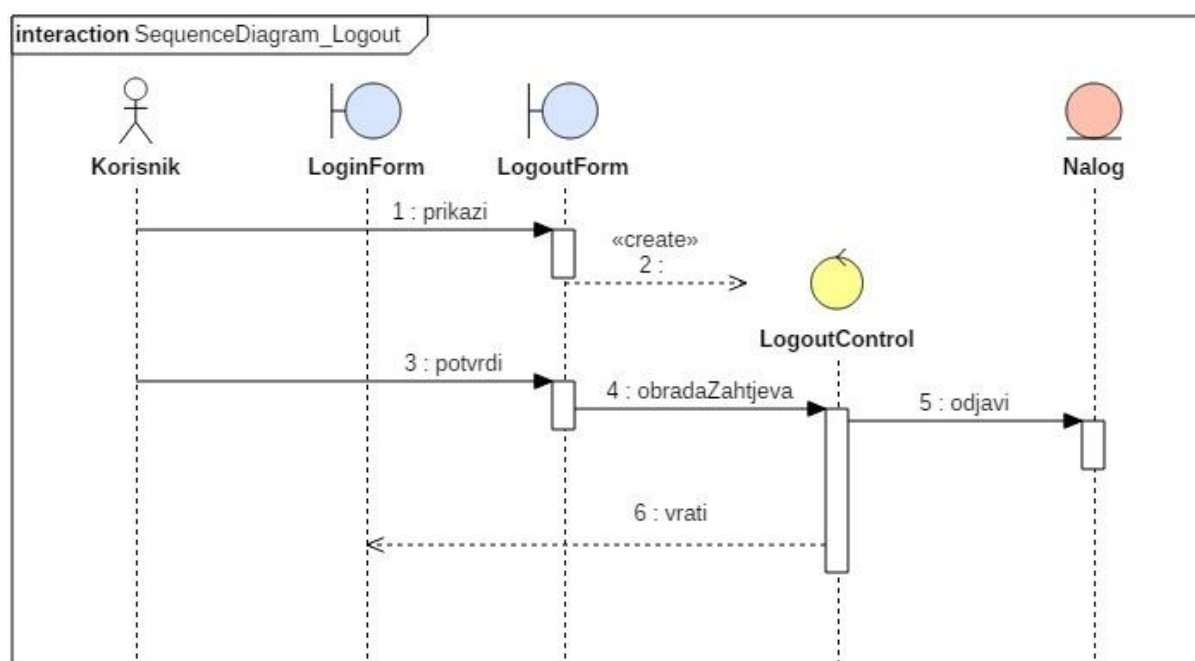 interaction SequenceDiagram_Logout
Korisnik
LoginForm
LogoutForm
Nalog
1 : prikazi
«create»
2 :
LogoutControl
3 : potvrdi
4 : obradaZahtjeva
5 : odjavi
6 : vrati